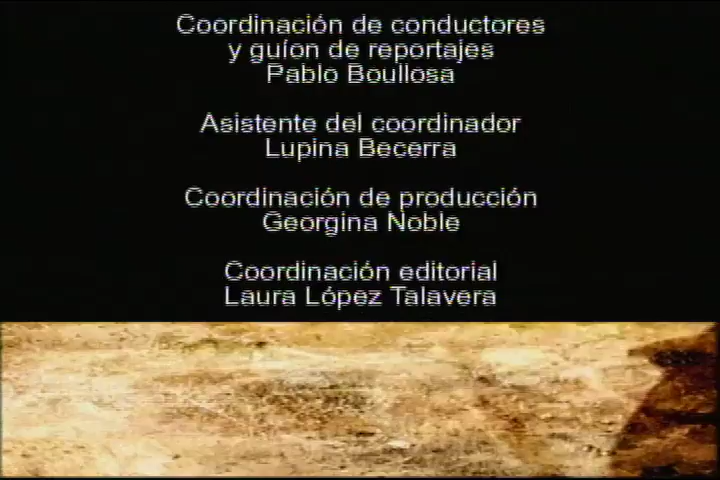 Coordinación de conductores
y guíon de reportajes
Pablo Boullosa
Asistente del coordinador
Lupina Becerra
Coordinación de producción
Georgina Noble
Coordinación editorial
Laura López Talavera